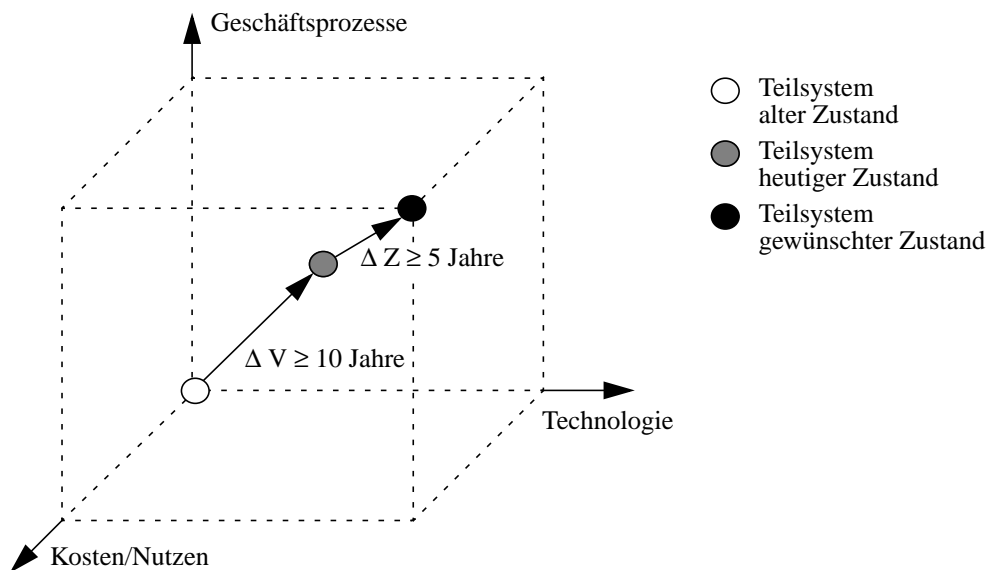 Geschäftsprozesse
Teilsystem
alter Zustand
Teilsystem
heutiger Zustand
Teilsystem
gewünschter Zustand
Δ Z ≥ 5 Jahre
Δ V ≥ 10 Jahre
Technologie
Kosten/Nutzen